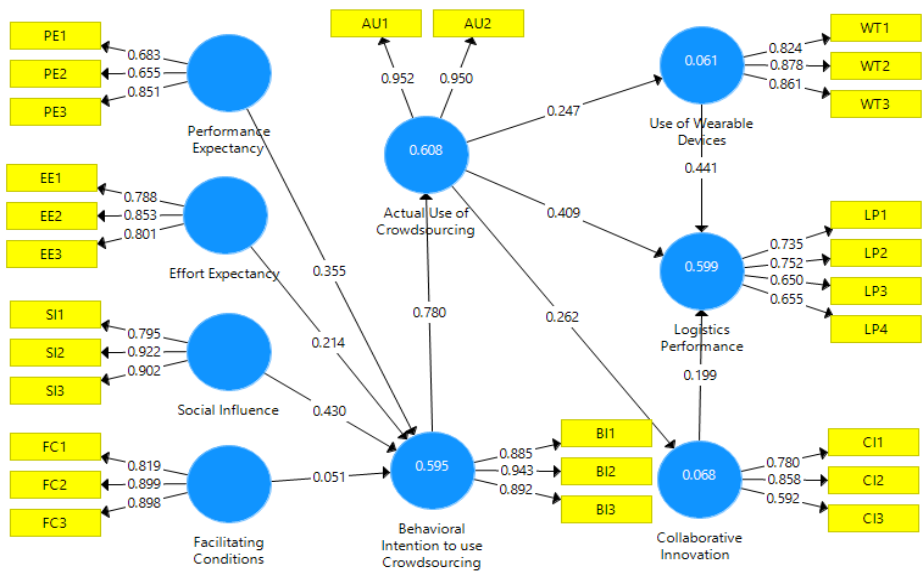 AU1
AU2
PE1
PE2
PE3
0.683
0.655
0.851
Performance
Expectancy
0.952
0.950
0.608
Actual Use of
Crowdsourcing
0.247
0.061
Use of Wearable
Devices
0.824
0.878
0.861
WT1
WT2
WT3
EE1
EE2
EE3
0.788
0.853
0.801
Effort Expectancy
0.355
0.214
0.780
0.409
0.262
0.441
0.599
Logistics
Performance
0.735
0.752
0.650
0.655
LP1
LP2
LP3
LP4
SI1
SI2
SI3
0.795
0.922
0.902
Social Influence
0.430
0.199
FC1
FC2
FC3
0.819
0.899
0.898
Facilitating
Conditions
0.051
0.595
Behavioral
Intention to use
Crowdsourcing
0.885
0.943
0.892
BI1
BI2
BI3
0.068
Collaborative
Innovation
0.780
0.858
0.592
CI1
CI2
CI3